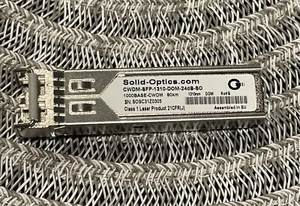 Solid-Optics.com
CWDM-SFP-1310-DOM-24dB-SO
1000BASE-CWDM 80km 1310nm DDM RoHS
SN: SOSC31Z0305
Class 1 Laser Product 21CFR(J) Assembled in EU